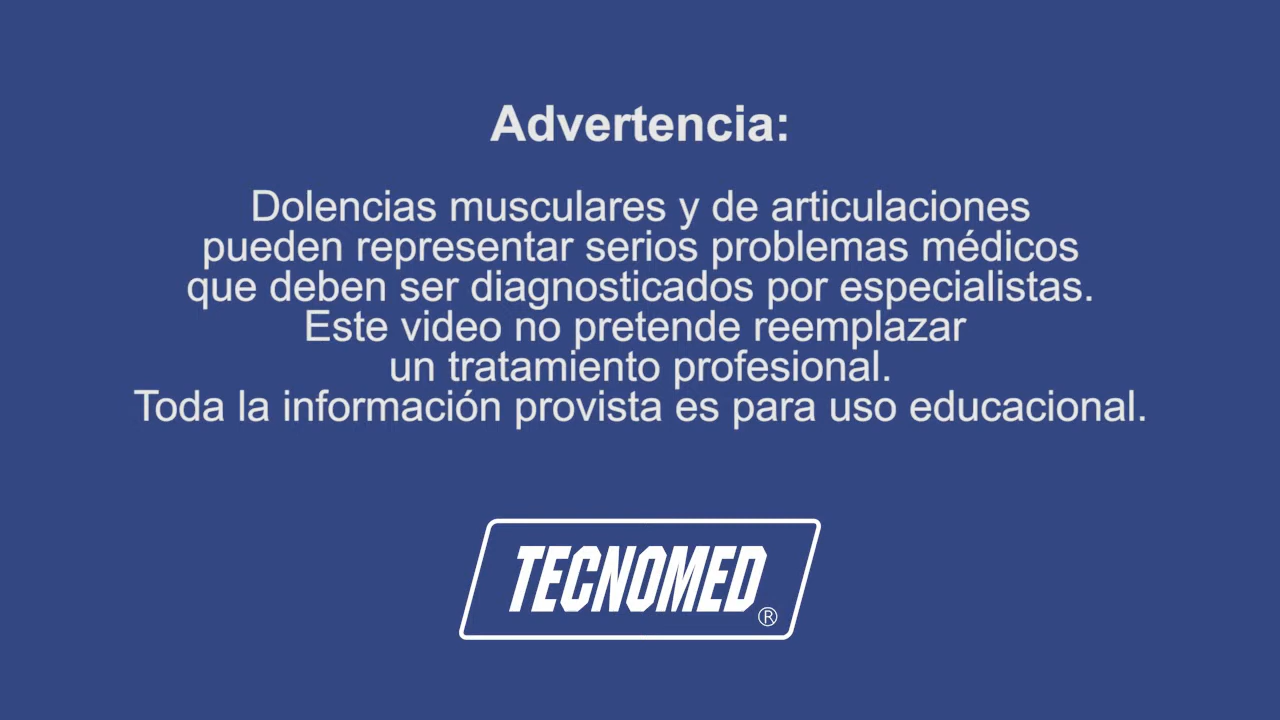 Advertencia:
Dolencias musculares y de articulaciones
pueden representar serios problemas médicos
que deben ser diagnosticados por especialistas.
Este video no pretende reemplazar
un tratamiento profesional.
Toda la información provista es para uso educacional.
TECNOMED®